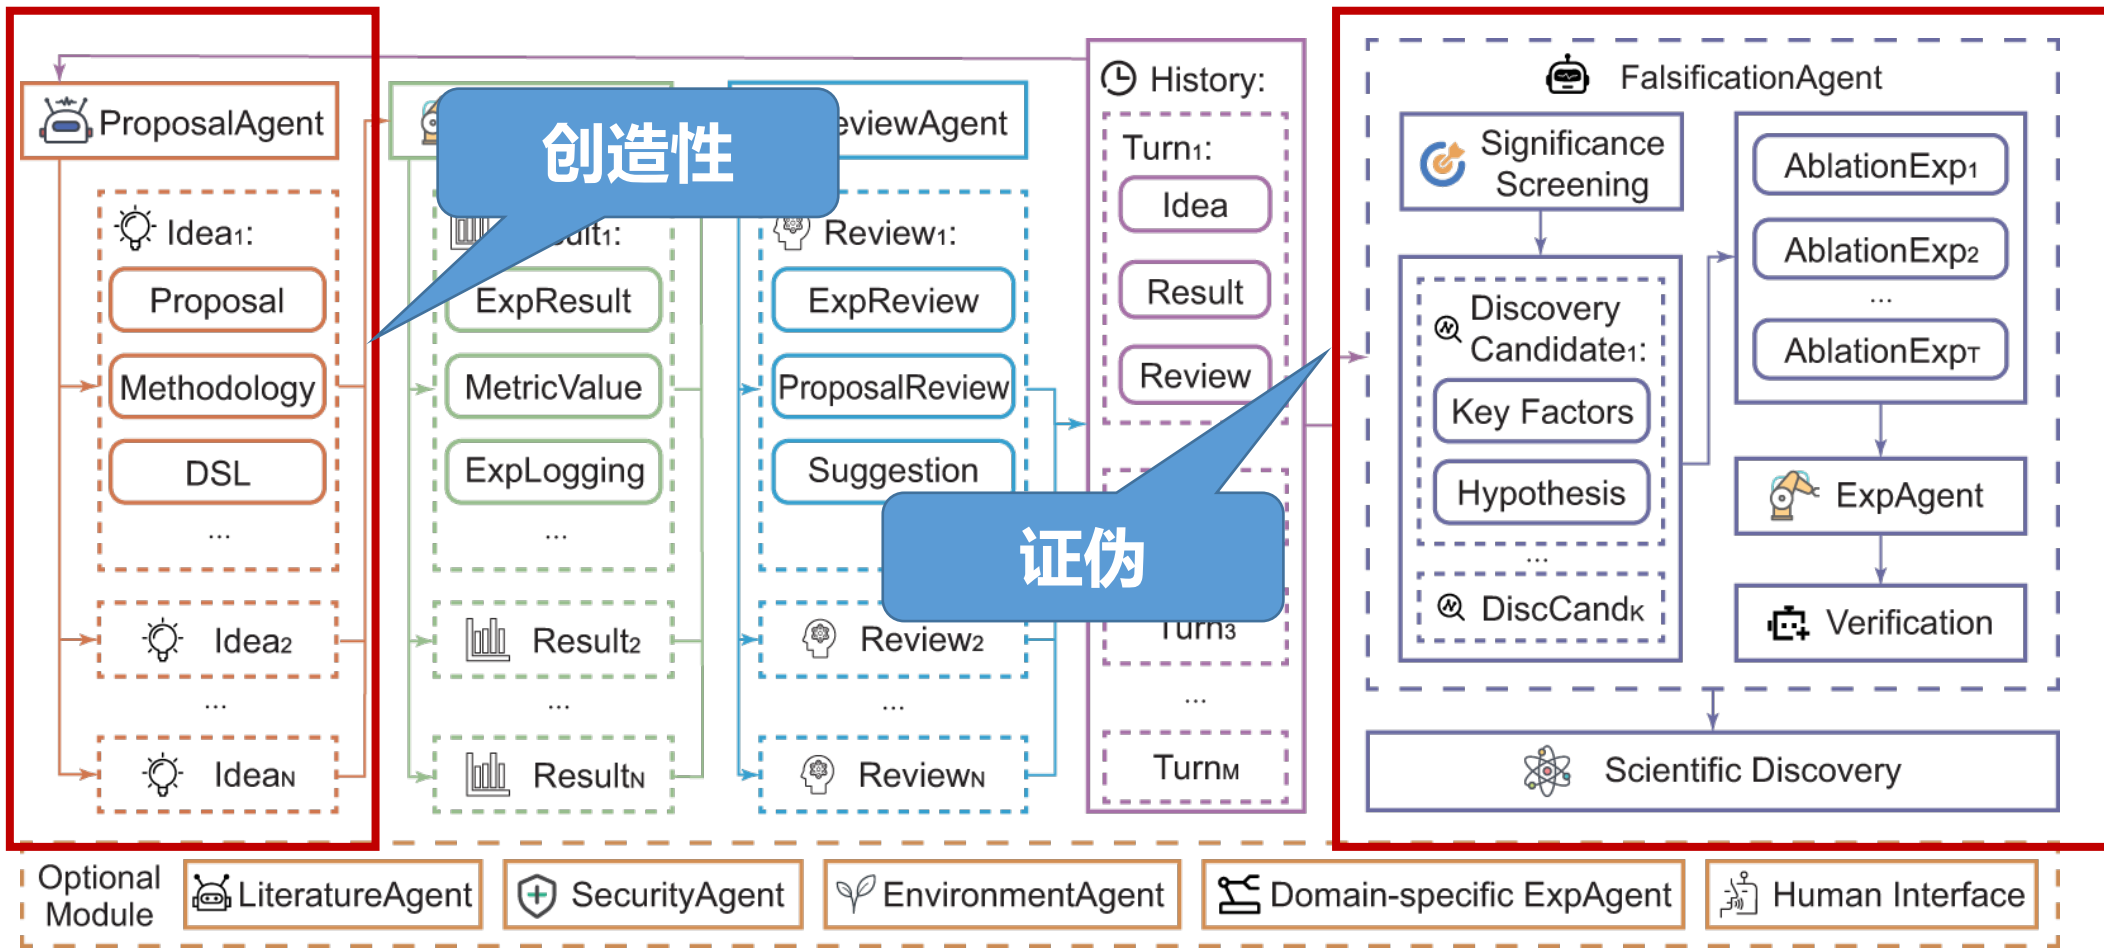 ProposalAgent
Idea1:
Proposal
Methodology
DSL
...
Idea2
...
IdeaN
创造性
ExpResult
MetricValue
ExpLogging
...
Result2
...
ResultN
Review1:
ExpReview
ProposalReview
Suggestion
Review2
...
ReviewN
History:
Turn1:
Idea
Result
Review
证伪
Turn3
...
TurnM
FalsificationAgent
Significance
Screening
Discovery
Candidate1:
Key Factors
Hypothesis
...
DiscCandK
AblationExp1
AblationExp2
...
AblationExpT
ExpAgent
Verification
Scientific Discovery
Optional
Module
LiteratureAgent
SecurityAgent
EnvironmentAgent
Domain-specific ExpAgent
Human Interface